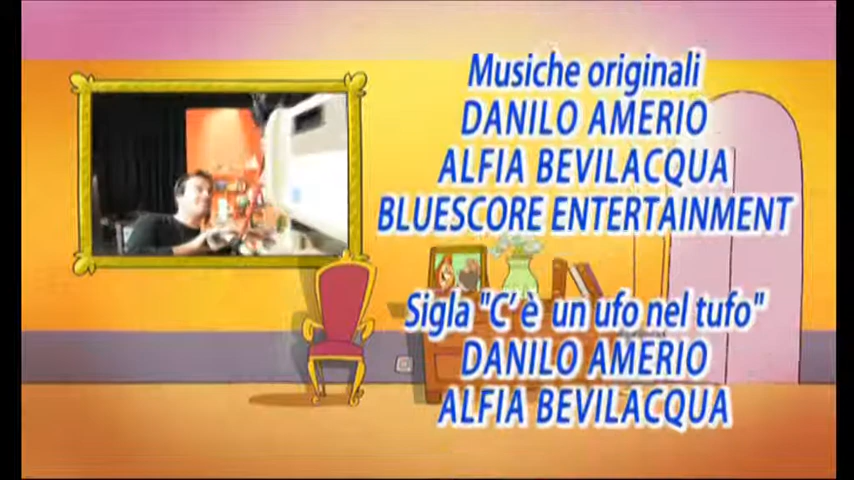 Musiche originali
DANILO AMERIO
ALFIA BEVILACQUA
BLUESCORE ENTERTAINMENT
Sigla "C' è un ufo nel tufo"
DANILO AMERIO
ALFIA BEVILACQUA